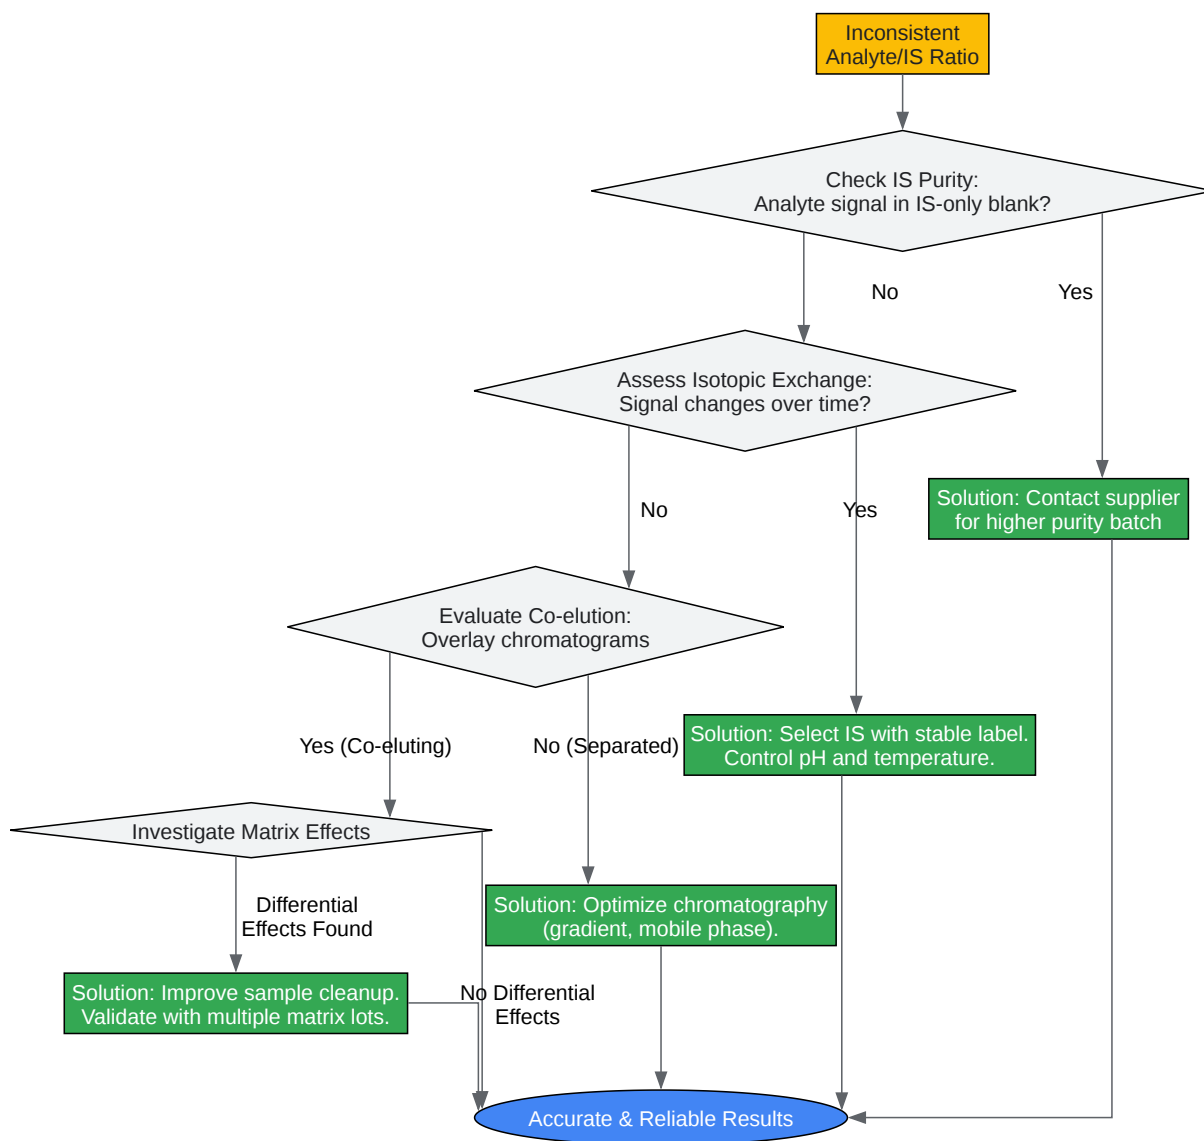 Inconsistent
Analyte/IS Ratio
Check IS Purity:
Analyte signal in IS-only blank?
No
Yes
Assess Isotopic Exchange:
Signal changes over time?
No
Yes
Solution: Contact supplier
for higher purity batch
Evaluate Co-elution:
Overlay chromatograms
Yes (Co-eluting)
No (Separated)
Solution: Select IS with stable label.
Control pH and temperature.
Investigate Matrix Effects
Differential
Effects Found
Solution: Optimize chromatography
(gradient, mobile phase).
Solution: Improve sample cleanup.
Validate with multiple matrix lots.
No Differential
Effects
Accurate & Reliable Results